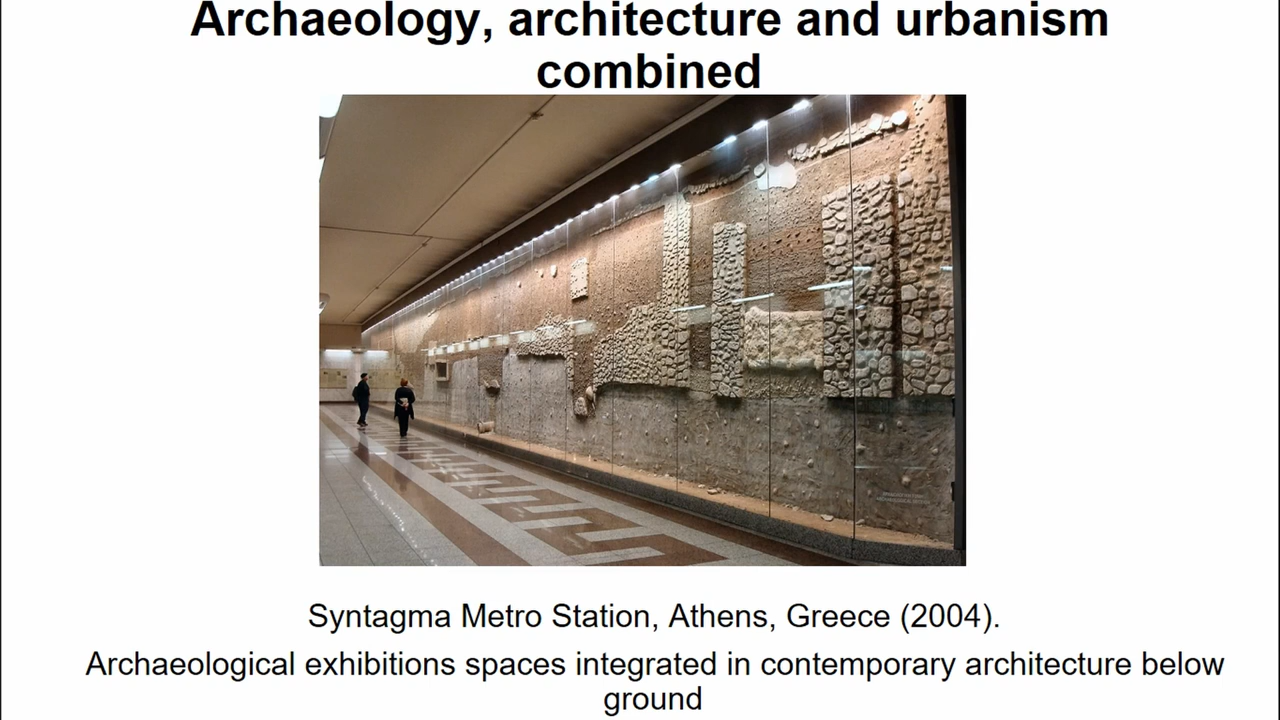 Archaeology, architecture and urbanism
combined
Syntagma Metro Station, Athens, Greece (2004).
Archaeological exhibitions spaces integrated in contemporary architecture below
ground